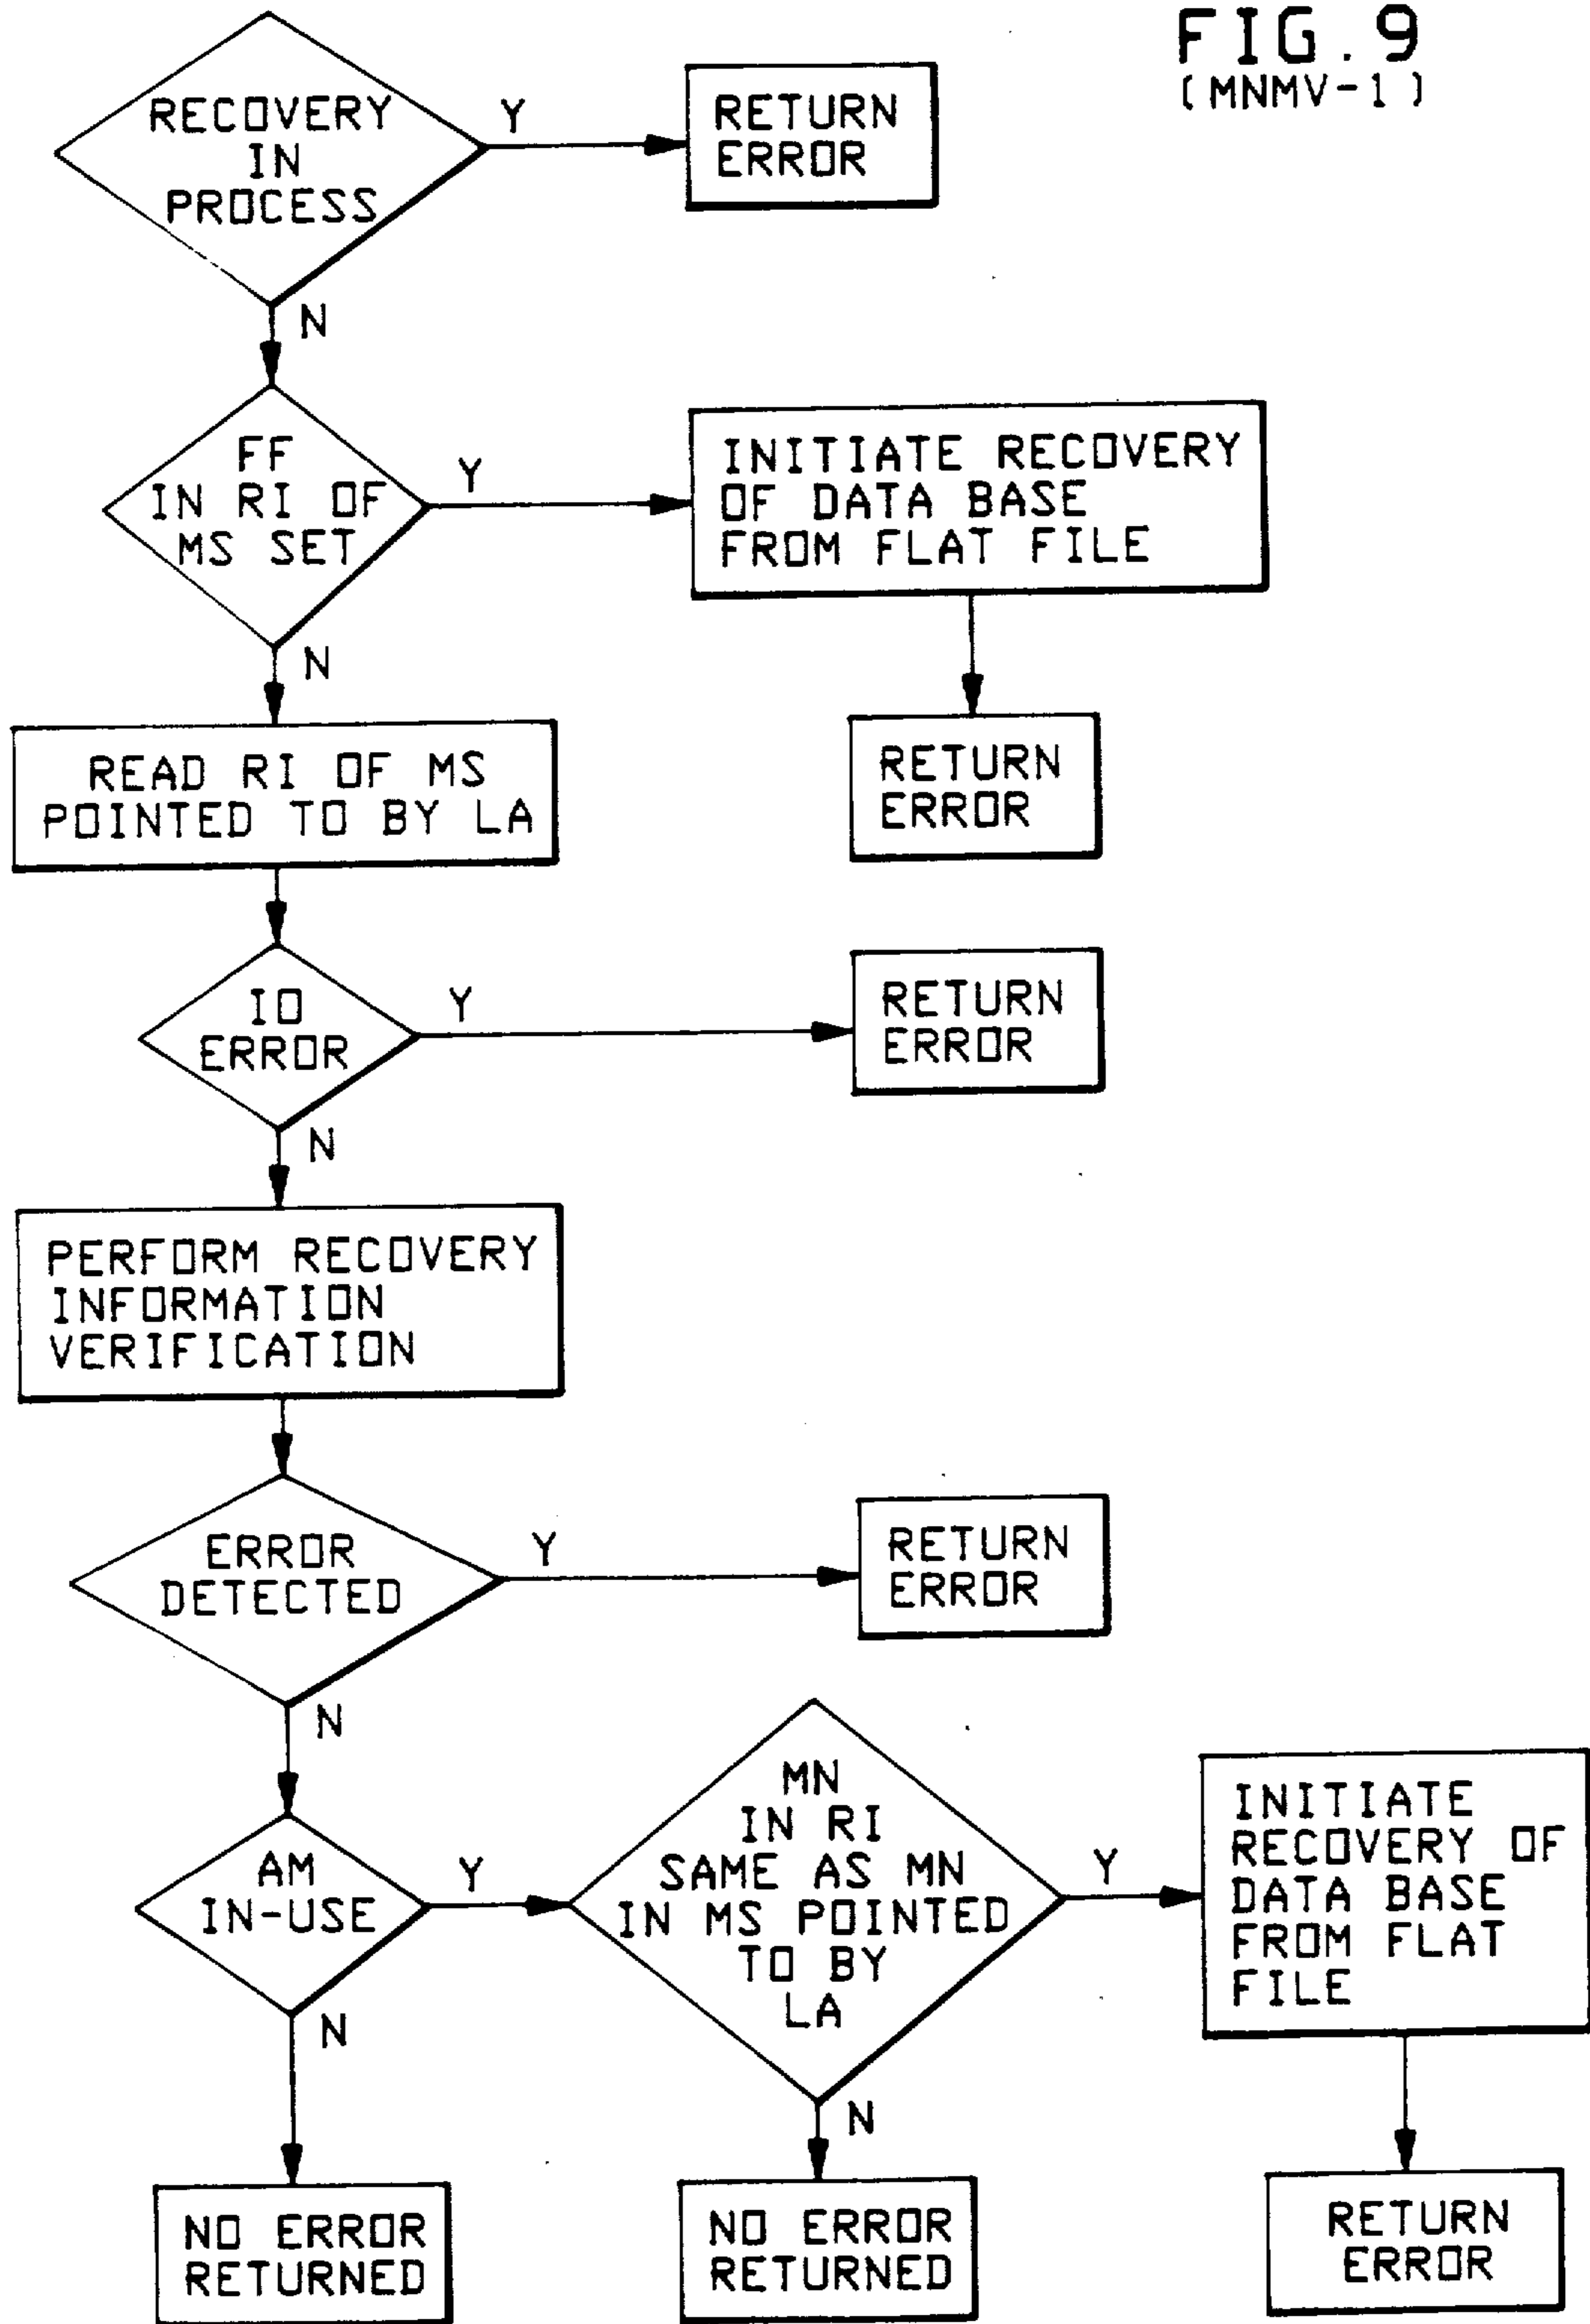 FIG. 9
(MNMV-1)
RECOVERY
IN
PROCESS
Y
RETURN
ERROR
N
FF
IN RI OF
MS SET
Y
INITIATE RECOVERY
OF DATA BASE
FROM FLAT FILE
N
RETURN
ERROR
READ RI OF MS
POINTED TO BY LA
IO
ERROR
Y
RETURN
ERROR
N
PERFORM RECOVERY
INFORMATION
VERIFICATION
ERROR
DETECTED
Y
RETURN
ERROR
N
AM
IN-USE
Y
MN
IN RI
SAME AS MN
IN MS POINTED
TO BY
LA
Y
INITIATE
RECOVERY OF
DATA BASE
FROM FLAT
FILE
N
N
NO ERROR
RETURNED
NO ERROR
RETURNED
RETURN
ERROR